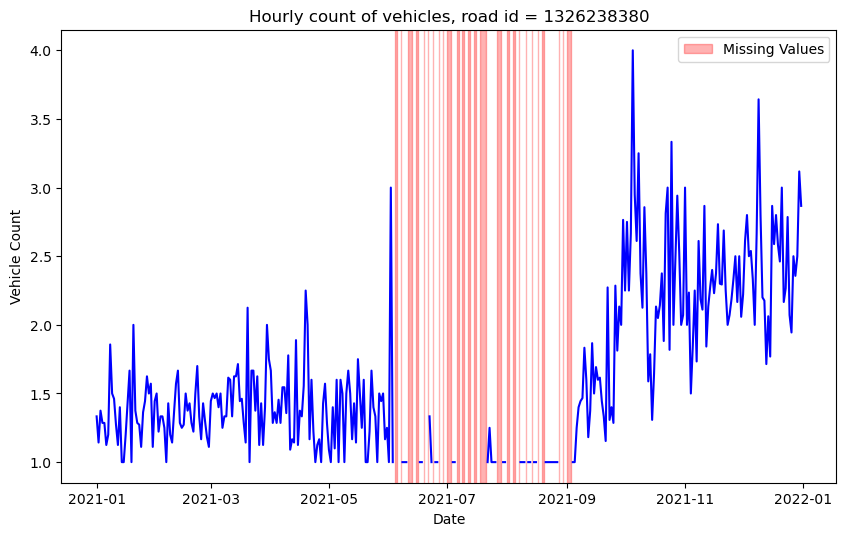 Hourly count of vehicles, road id = 1326238380
Missing Values
4.0
3.5
3.0
2.5
2.0
1.5
1.0
Vehicle Count
2021-01 2021-03 2021-05 2021-07 2021-09 2021-11 2022-01
Date